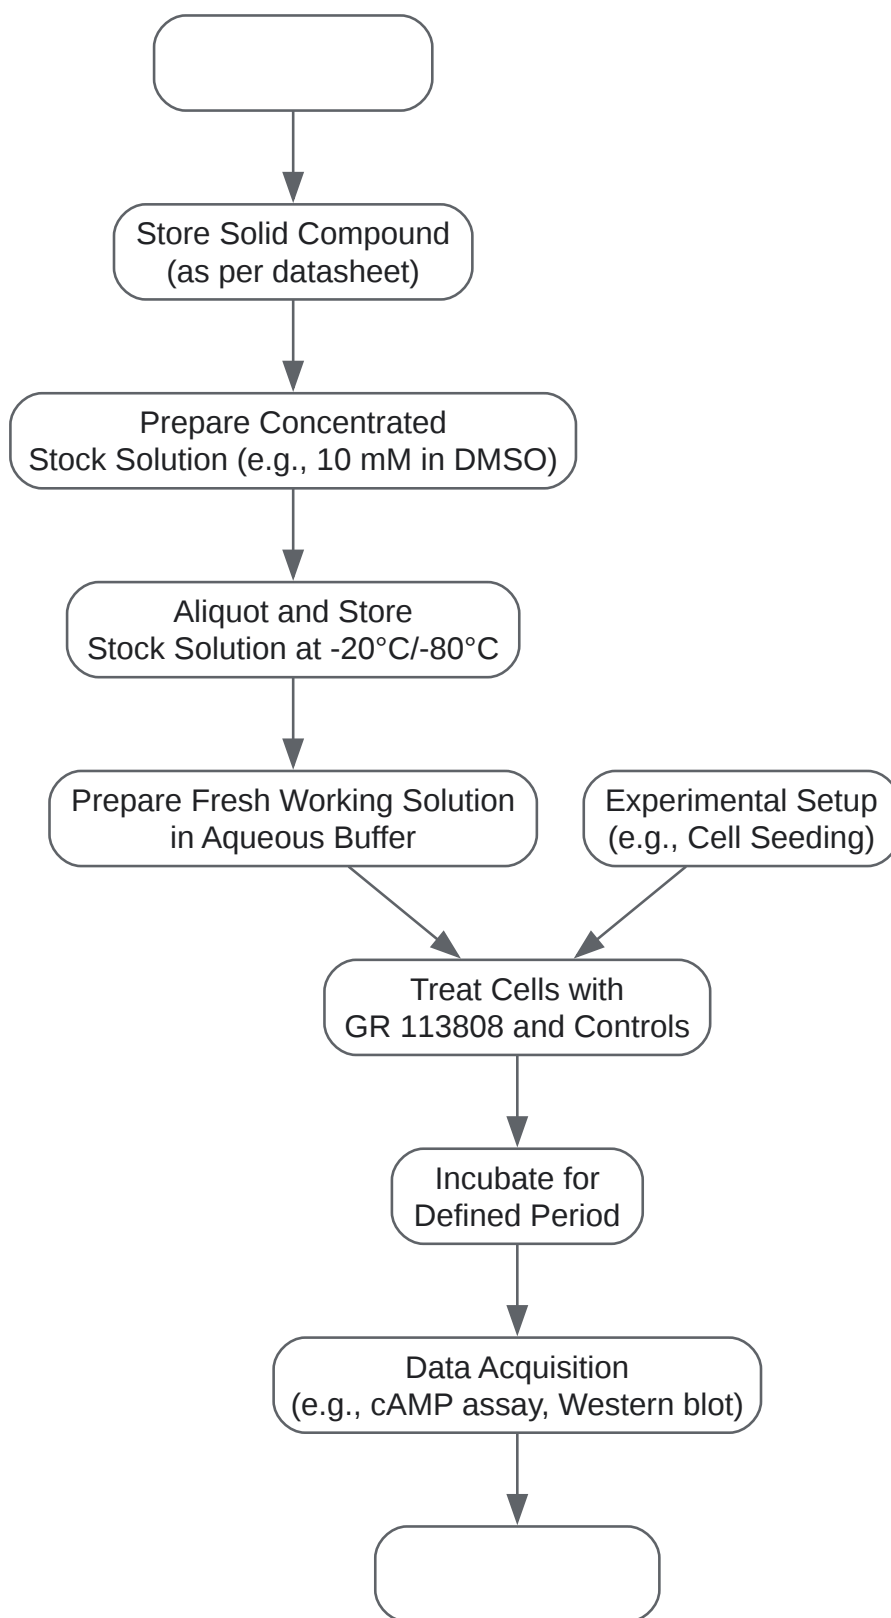 Store Solid Compound
(as per datasheet)
Prepare Concentrated
Stock Solution (e.g., 10 mM in DMSO)
Aliquot and Store
Stock Solution at -20°C/-80°C
Prepare Fresh Working Solution
in Aqueous Buffer
Experimental Setup
(e.g., Cell Seeding)
Treat Cells with
GR 113808 and Controls
Incubate for
Defined Period
Data Acquisition
(e.g., cAMP assay, Western blot)